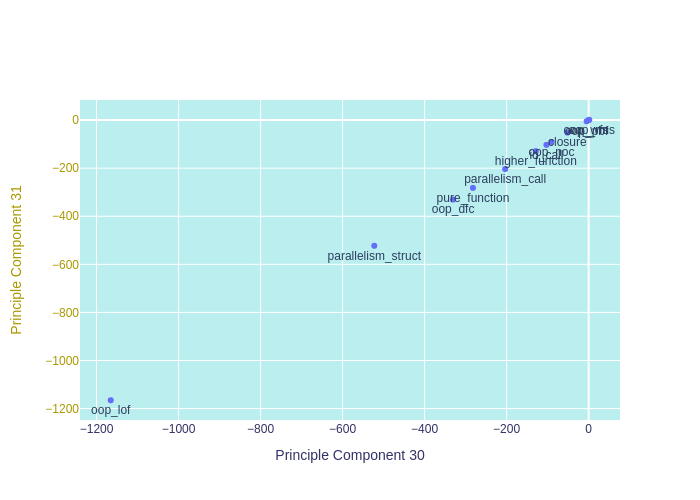 0
−200
−400
−600
−800
−1000
−1200
−1200
−1000
−800
−600
−400
−200
0
Principle Component 30
Principle Component 31
closure
oop_noc
higher_function
parallelism_call
pure_function
oop_dfc
parallelism_struct
oop_lof